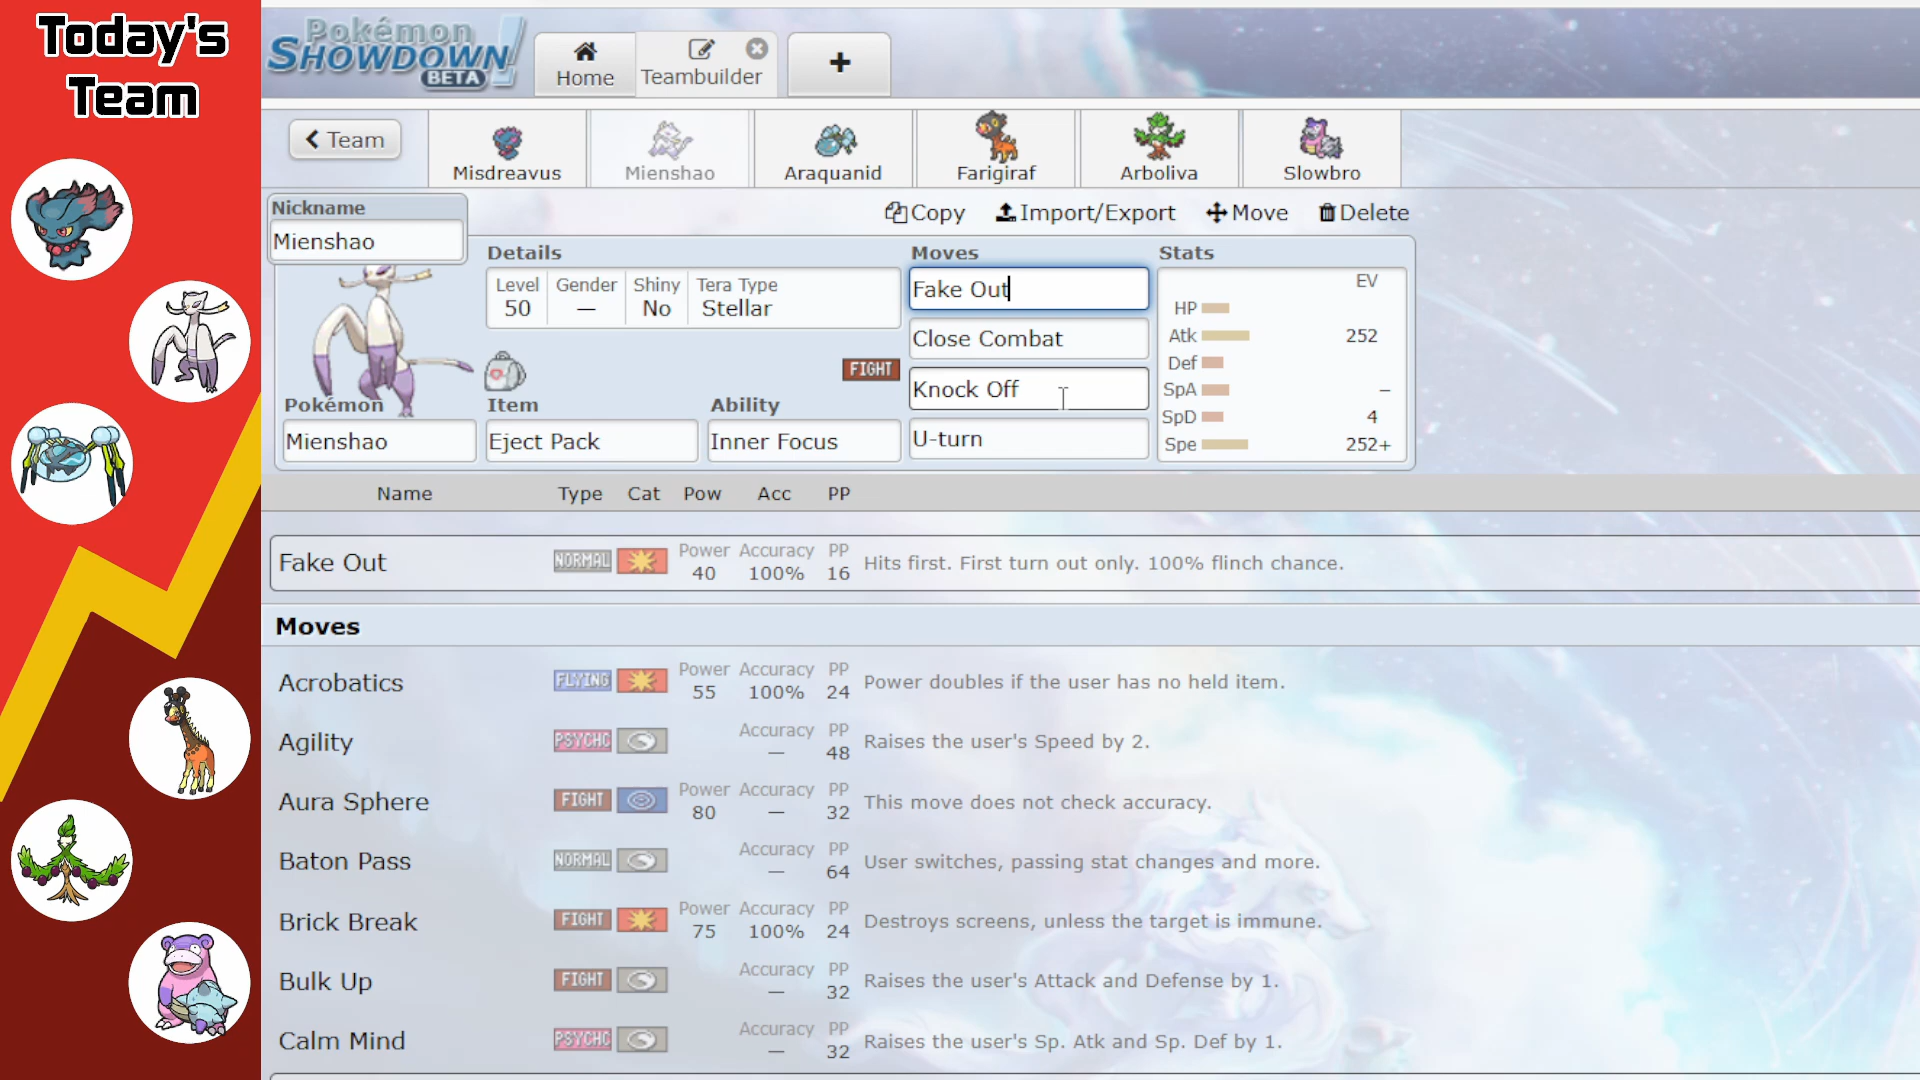 Today's
Team
Pokémon
SHOWDOWN!
BETA
Home
Teambuilder
+
Team
Misdreavus
Mienshao
Araquanid
Farigiraf
Arboliva
Slowbro
Copy
Import/Export
Move
Delete
Nickname
Mienshao
Details
Level
50
Gender
—
Shiny
No
Tera Type
Stellar
FIGHT
Pokémon
Mienshao
Item
Eject Pack
Ability
Inner Focus
Moves
Fake Out
Close Combat
Knock Off
U-turn
Stats
EV
HP
Atk 252
Def
SpA –
SpD 4
Spe 252+
Name Type Cat Pow Acc PP
Fake Out NORMAL Power 40 Accuracy 100% PP 16 Hits first. First turn out only. 100% flinch chance.
Moves
Acrobatics FLYING Power 55 Accuracy 100% PP 24 Power doubles if the user has no held item.
Agility PSYCHC Accuracy — PP 48 Raises the user's Speed by 2.
Aura Sphere FIGHT Power 80 Accuracy — PP 32 This move does not check accuracy.
Baton Pass NORMAL Accuracy — PP 64 User switches, passing stat changes and more.
Brick Break FIGHT Power 75 Accuracy 100% PP 24 Destroys screens, unless the target is immune.
Bulk Up FIGHT Accuracy — PP 32 Raises the user's Attack and Defense by 1.
Calm Mind PSYCHC Accuracy — PP 32 Raises the user's Sp. Atk and Sp. Def by 1.